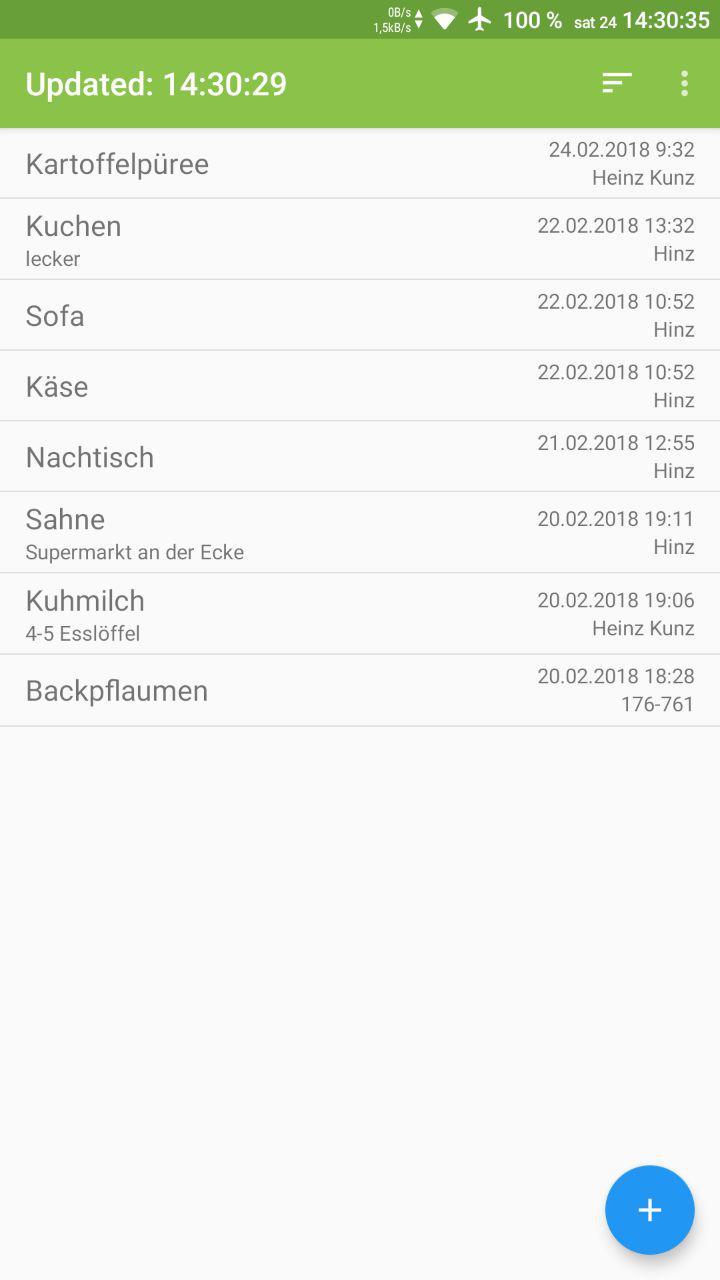 0B/s
1,5kB/s
100 % sat 24 14:30:35
Updated: 14:30:29
Kartoffelpüree
24.02.2018 9:32
Heinz Kunz
Kuchen
lecker
22.02.2018 13:32
Hinz
Sofa
22.02.2018 10:52
Hinz
Käse
22.02.2018 10:52
Hinz
Nachtisch
21.02.2018 12:55
Hinz
Sahne
Supermarkt an der Ecke
20.02.2018 19:11
Hinz
Kuhmilch
4-5 Esslöffel
20.02.2018 19:06
Heinz Kunz
Backpflaumen
20.02.2018 18:28
176-761